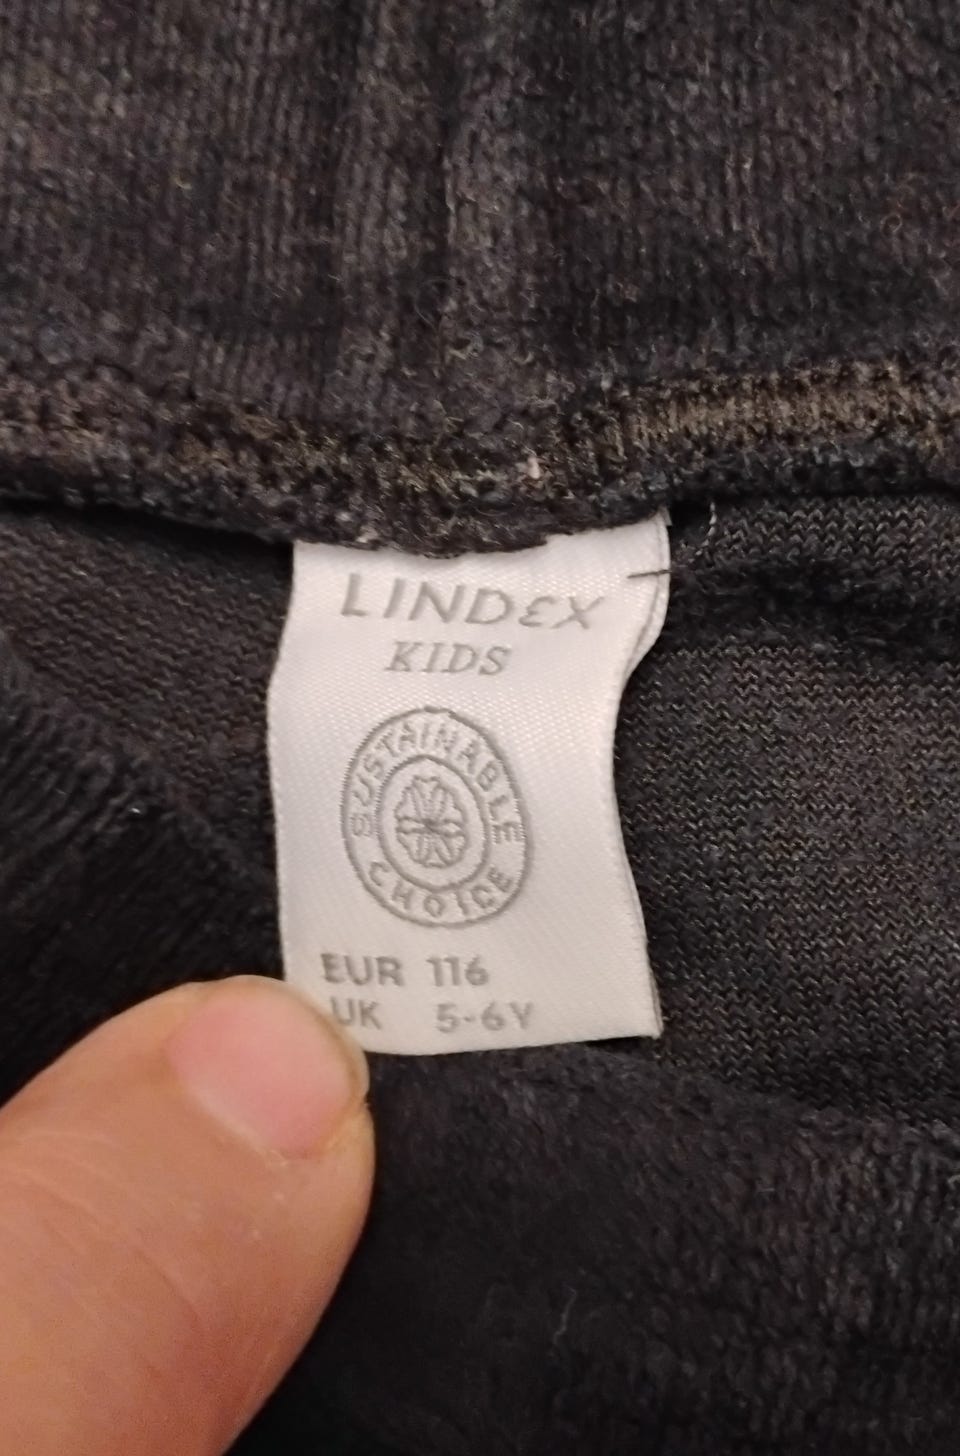 LINDEX
KIDS
SUSTAINABLE
CHOICE
EUR 116
UK 5-6Y